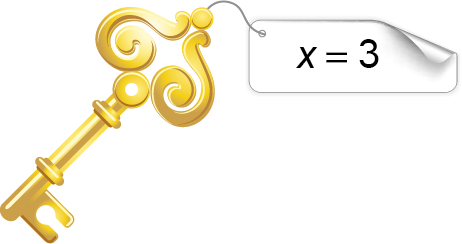 x = 3